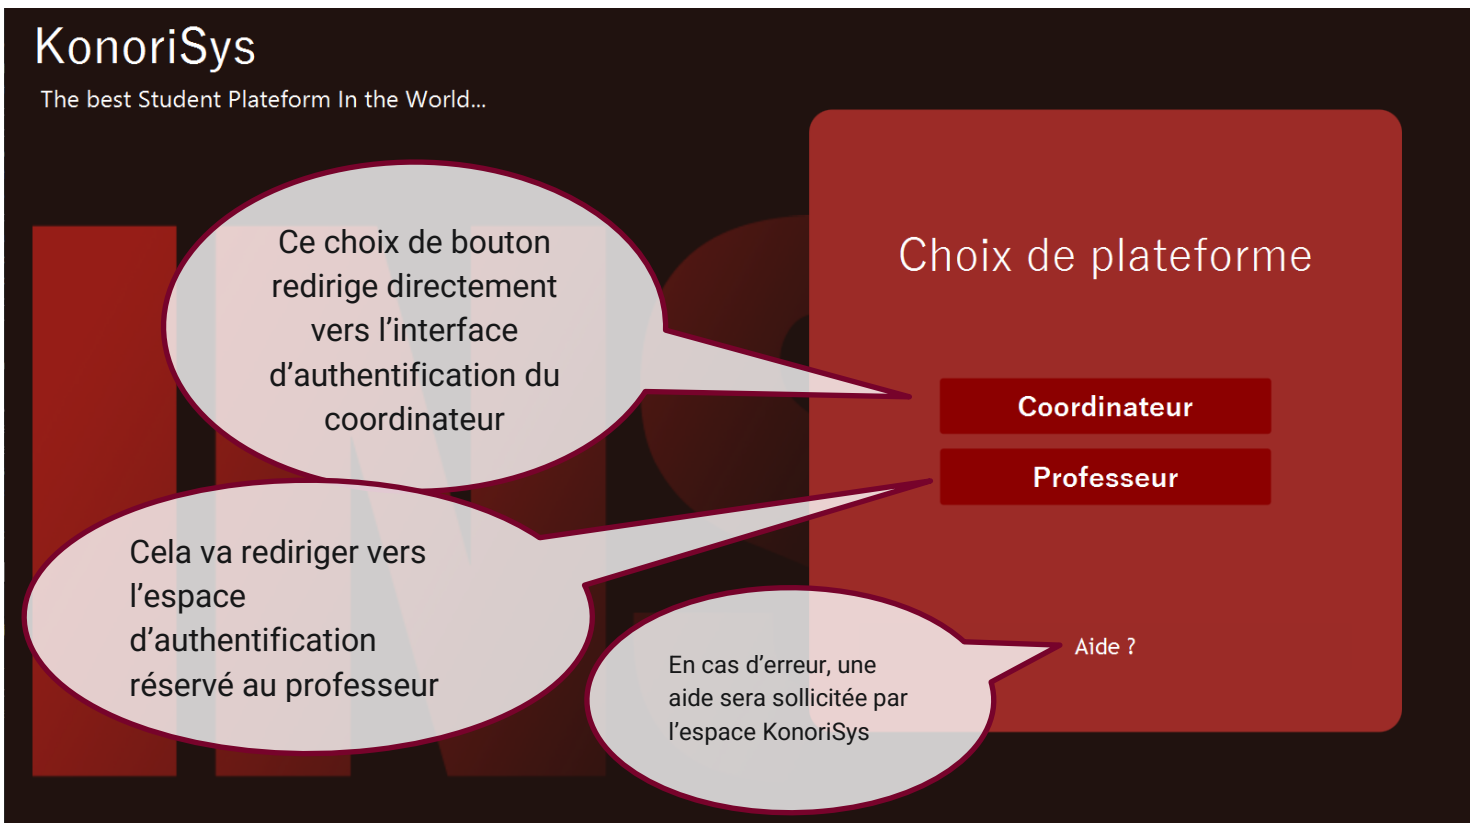 KonoriSys
The best Student Plateform In the World...
Ce choix de bouton
redirige directement
vers l’interface
d’authentification du
coordinateur
Choix de plateforme
Coordinateur
Professeur
Cela va rediriger vers
l’espace
d’authentification
réservé au professeur
En cas d’erreur, une
aide sera sollicitée par
l’espace KonoriSys
Aide ?